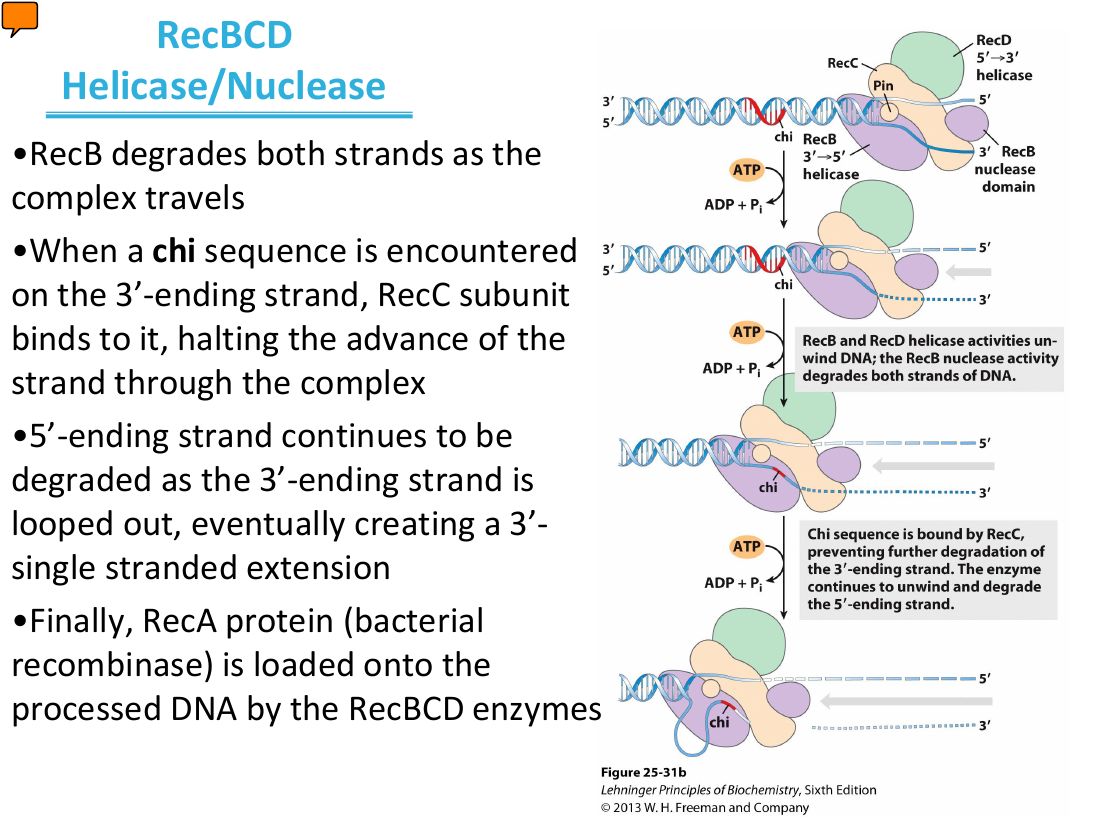 RecBCD
Helicase/Nuclease
•RecB degrades both strands as the
complex travels
•When a chi sequence is encountered
on the 3’-ending strand, RecC subunit
binds to it, halting the advance of the
strand through the complex
•5’-ending strand continues to be
degraded as the 3’-ending strand is
looped out, eventually creating a 3’-
single stranded extension
•Finally, RecA protein (bacterial
recombinase) is loaded onto the
processed DNA by the RecBCD enzymes
RecD
5′→3′
helicase
RecC
Pin
3′
5′
5′
chi
RecB
3′→5′
helicase
3′
RecB
nuclease
domain
ATP
ADP + Pi
3′
5′
5′
chi
3′
ATP
ADP + Pi
RecB and RecD helicase activities un-
wind DNA; the RecB nuclease activity
degrades both strands of DNA.
5′
chi
3′
ATP
ADP + Pi
Chi sequence is bound by RecC,
preventing further degradation of
the 3′-ending strand. The enzyme
continues to unwind and degrade
the 5′-ending strand.
5′
chi
3′
Figure 25-31b
Lehninger Principles of Biochemistry, Sixth Edition
© 2013 W. H. Freeman and Company